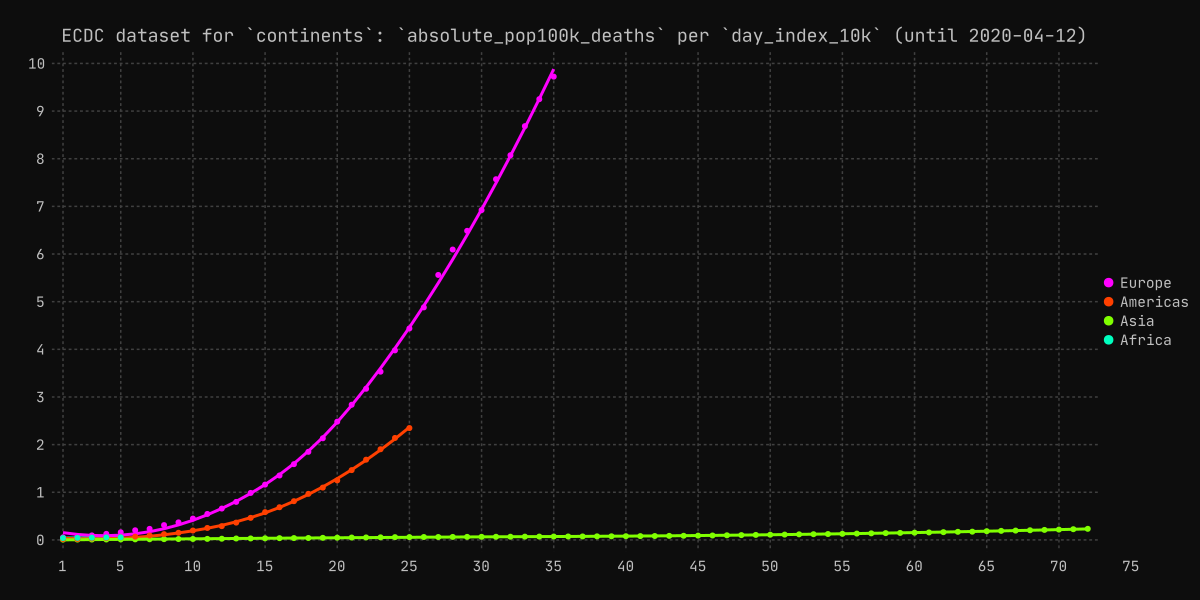 ECDC dataset for `continents`: `absolute_pop100k_deaths` per `day_index_10k` (until 2020-04-12)
10
9
8
7
6
5
4
3
2
1
0
1 5 10 15 20 25 30 35 40 45 50 55 60 65 70 75
Europe
Americas
Asia
Africa